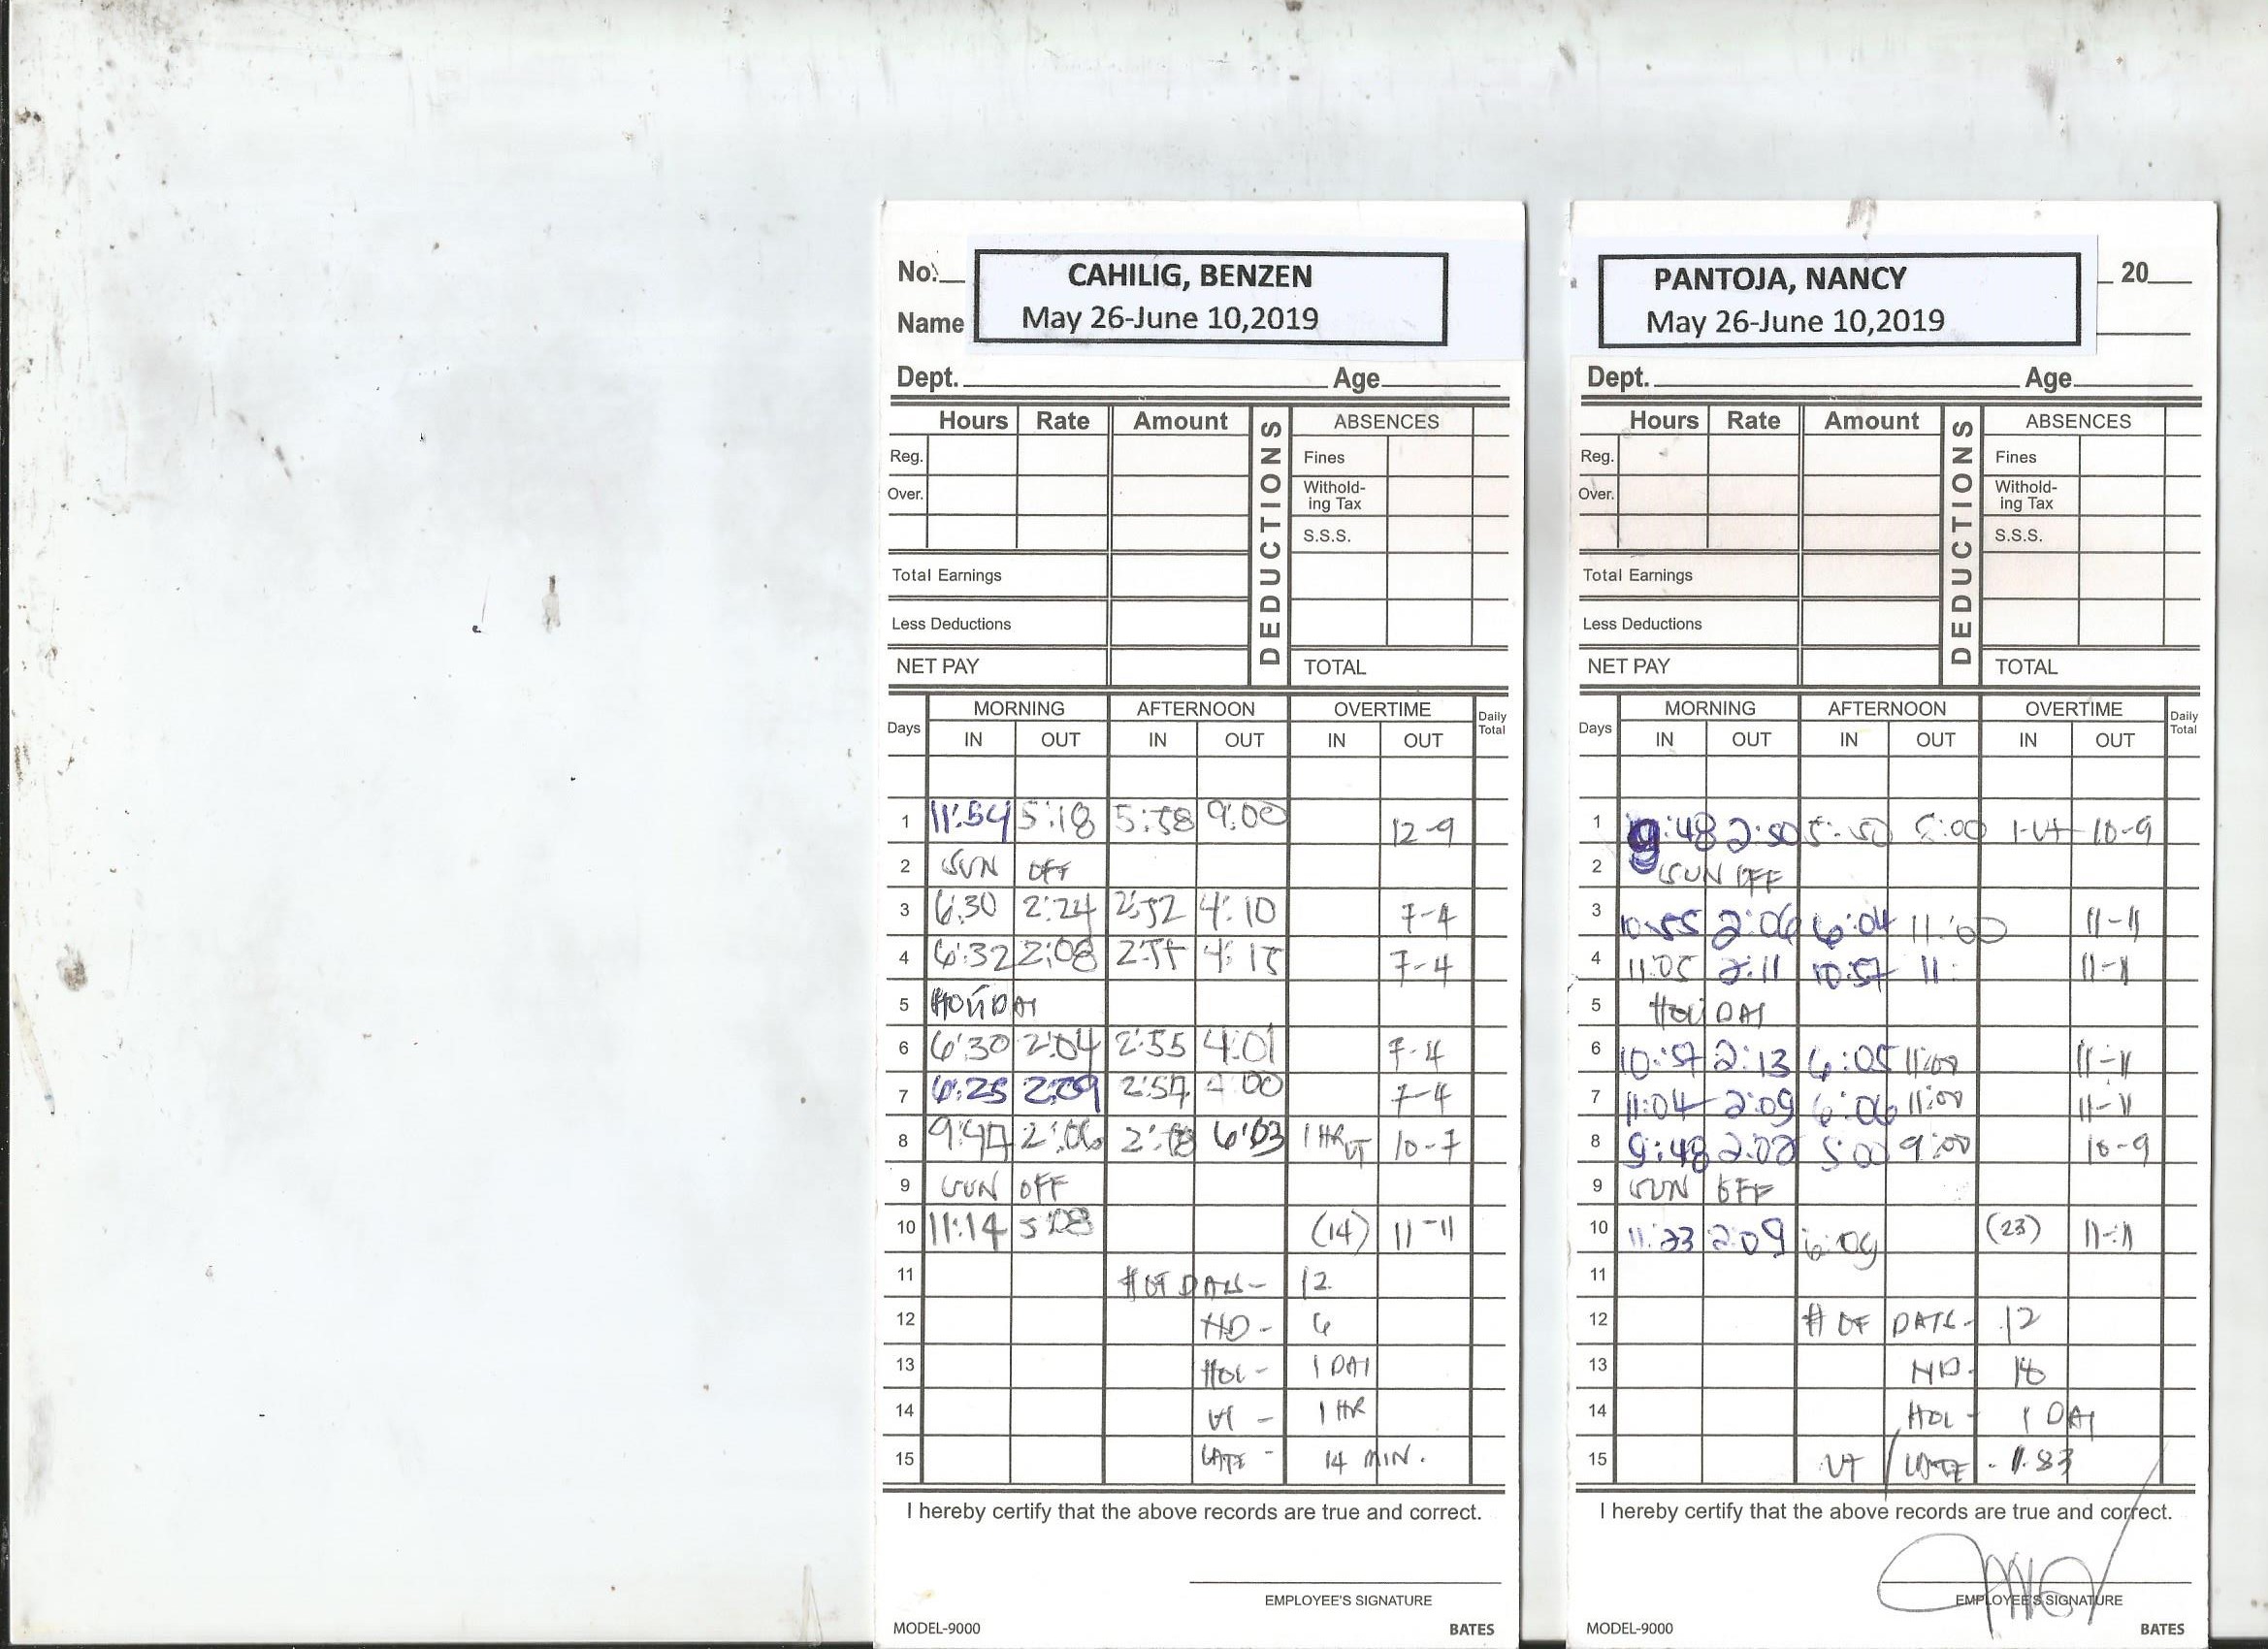 No. CAHILIG, BENZEN
Name May 26-June 10,2019
Dept. Age
Hours Rate Amount DEDUCTIONS ABSENCES
Reg. Fines
Over. Withold-
ing Tax
S.S.S.
Total Earnings
Less Deductions
NET PAY TOTAL
Days MORNING AFTERNOON OVERTIME Daily Total
IN OUT IN OUT IN OUT
1 11:54 5:18 5:58 9:00 12-9
2 SUN OFF
3 6:30 2:24 2:52 4:10 7-4
4 6:32 2:08 2:55 4:15 7-4
5 HOLIDAY
6 6:30 2:04 2:55 4:01 7-4
7 6:25 2:09 2:57 4:00 7-4
8 9:47 2:06 6:03 1 HR UT 10-7
9 SUN OFF
10 11:14 5:08 (14) 11-11
11 # OF DAYS- 12
12 ND- 6
13 HOL- 1 DAY
14 UT - 1 HR
15 LATE - 14 MIN.
I hereby certify that the above records are true and correct.
EMPLOYEE'S SIGNATURE
MODEL-9000 BATES
PANTOJA, NANCY 20
May 26-June 10,2019
Dept. Age
Hours Rate Amount DEDUCTIONS ABSENCES
Reg. Fines
Over. Withold-
ing Tax
S.S.S.
Total Earnings
Less Deductions
NET PAY TOTAL
Days MORNING AFTERNOON OVERTIME Daily Total
IN OUT IN OUT IN OUT
1 9:48 2:50 5:50 8:00 1-UT 10-9
2 SUN OFF
3 10:55 2:06 6:04 11:00 11-11
4 11:05 2:11 10:57 11: 11-11
5 HOLIDAY
6 10:57 2:13 6:05 11:00 11-11
7 11:04 2:09 6:06 11:00 11-11
8 9:48 2:02 5:00 9:00 10-9
9 SUN OFF
10 11:23 2:09 6:09 (23) 11-11
11
12 # OF DAYS- 12
13 ND- 18
14 HOL- 1 DAY
15 UT / LATE - 1.83
I hereby certify that the above records are true and correct.
EMPLOYEE'S SIGNATURE
MODEL-9000 BATES